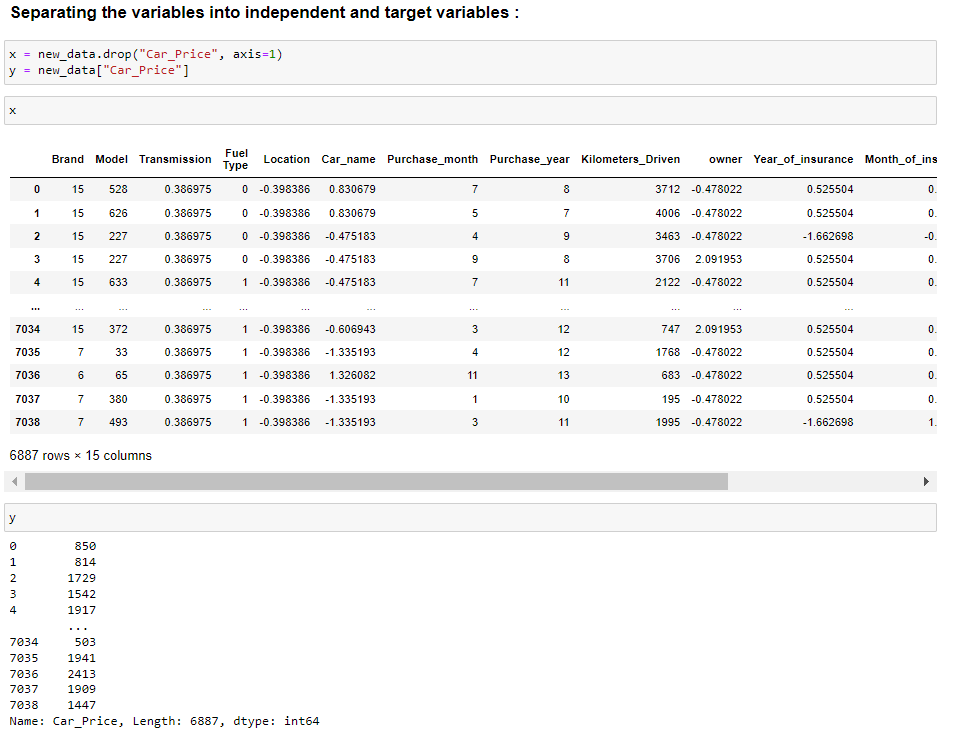 Separating the variables into independent and target variables :
x = new_data.drop("Car_Price", axis=1)
y = new_data["Car_Price"]
x
Brand Model Transmission Fuel Type Location Car_name Purchase_month Purchase_year Kilometers_Driven owner Year_of_insurance Month_of_ins
0 15 528 0.386975 0 -0.398386 0.830679 7 8 3712 -0.478022 0.525504 0.
1 15 626 0.386975 0 -0.398386 0.830679 5 7 4006 -0.478022 0.525504 0.
2 15 227 0.386975 0 -0.398386 -0.475183 4 9 3463 -0.478022 -1.662698 -0.
3 15 227 0.386975 0 -0.398386 -0.475183 9 8 3706 2.091953 0.525504 0.
4 15 633 0.386975 1 -0.398386 -0.475183 7 11 2122 -0.478022 0.525504 0.
... ... ... ... ... ... ... ... ... ... ... ...
7034 15 372 0.386975 1 -0.398386 -0.606943 3 12 747 2.091953 0.525504 0.
7035 7 33 0.386975 1 -0.398386 -1.335193 4 12 1768 -0.478022 0.525504 0.
7036 6 65 0.386975 1 -0.398386 1.326082 11 13 683 -0.478022 0.525504 0.
7037 7 380 0.386975 1 -0.398386 -1.335193 1 10 195 -0.478022 0.525504 0.
7038 7 493 0.386975 1 -0.398386 -1.335193 3 11 1995 -0.478022 -1.662698 1.
6887 rows × 15 columns
y
0 850
1 814
2 1729
3 1542
4 1917
...
7034 503
7035 1941
7036 2413
7037 1909
7038 1447
Name: Car_Price, Length: 6887, dtype: int64